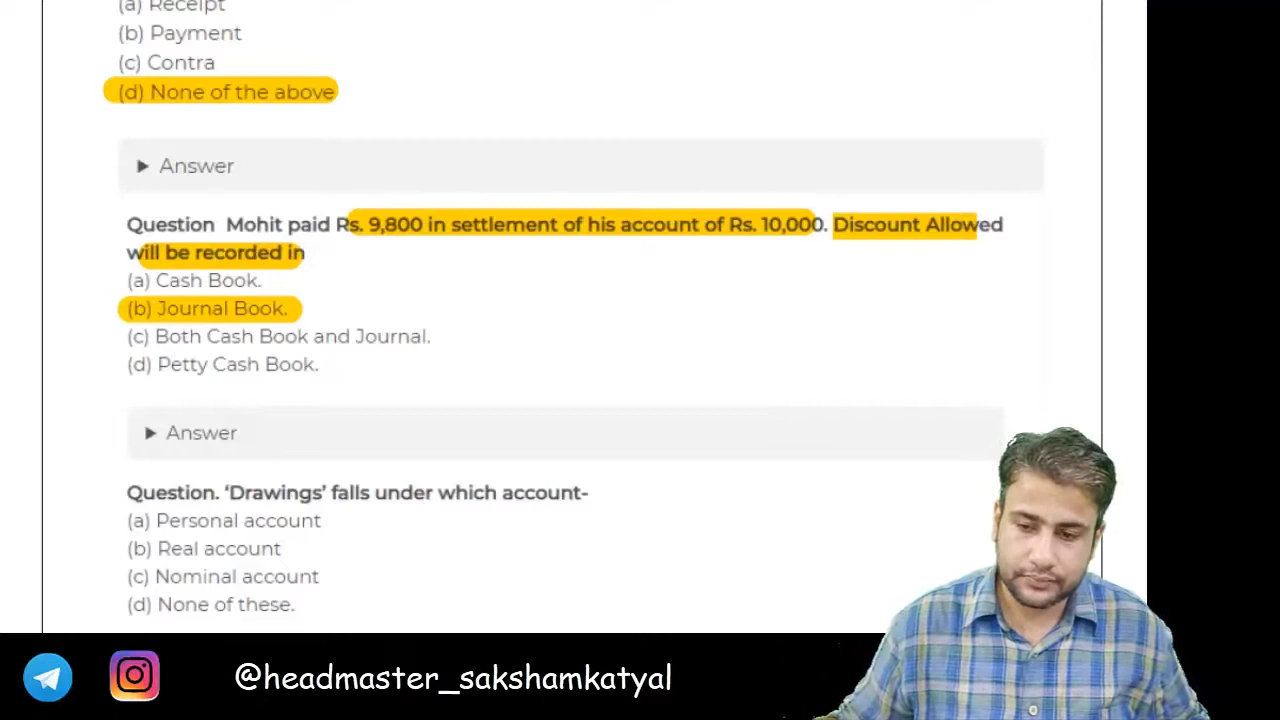 (a) Receipt
(b) Payment
(c) Contra
(d) None of the above
▶ Answer
Question Mohit paid Rs. 9,800 in settlement of his account of Rs. 10,000. Discount Allowed
will be recorded in
(a) Cash Book.
(b) Journal Book.
(c) Both Cash Book and Journal.
(d) Petty Cash Book.
▶ Answer
Question. ‘Drawings’ falls under which account-
(a) Personal account
(b) Real account
(c) Nominal account
(d) None of these.
@headmaster_sakshamkatyal